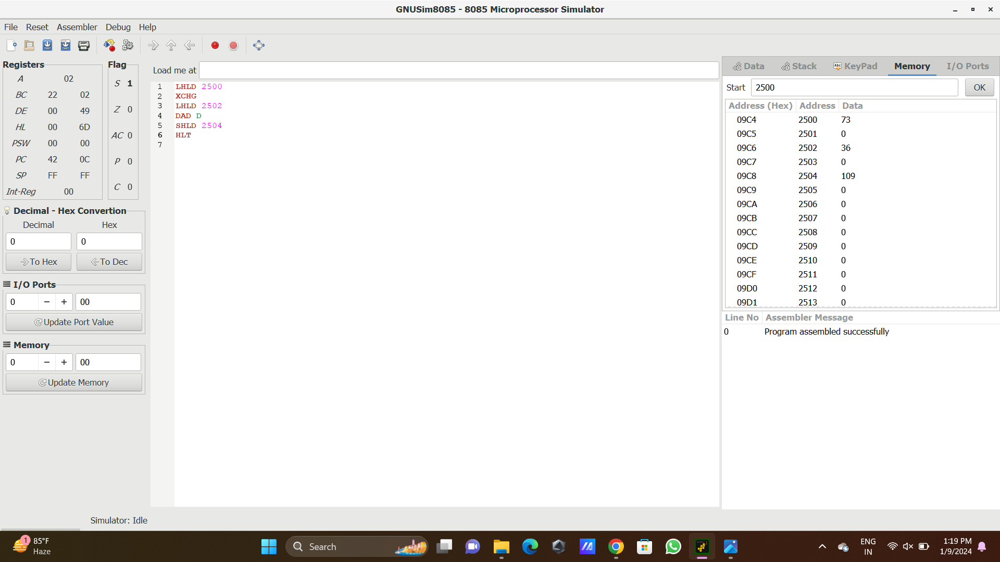 GNUSim8085 - 8085 Microprocessor Simulator
File Reset Assembler Debug Help
Registers
A 02
BC 22 02
DE 00 49
HL 00 6D
PSW 00 00
PC 42 0C
SP FF FF
Int-Reg 00
Flag
S 1
Z 0
AC 0
P 0
C 0
Decimal - Hex Convertion
Decimal Hex
0 0
To Hex To Dec
I/O Ports
0 − + 00
Update Port Value
Memory
0 − + 00
Update Memory
Load me at
1 LHLD 2500
2 XCHG
3 LHLD 2502
4 DAD D
5 SHLD 2504
6 HLT
7
Data Stack Abc KeyPad Memory I/O Ports
Start 2500 OK
Address (Hex) Address Data
09C4 2500 73
09C5 2501 0
09C6 2502 36
09C7 2503 0
09C8 2504 109
09C9 2505 0
09CA 2506 0
09CB 2507 0
09CC 2508 0
09CD 2509 0
09CE 2510 0
09CF 2511 0
09D0 2512 0
09D1 2513 0
Line No Assembler Message
0 Program assembled successfully
Simulator: Idle
1 85°F
Haze
Search
ENG
IN
1:19 PM
1/9/2024